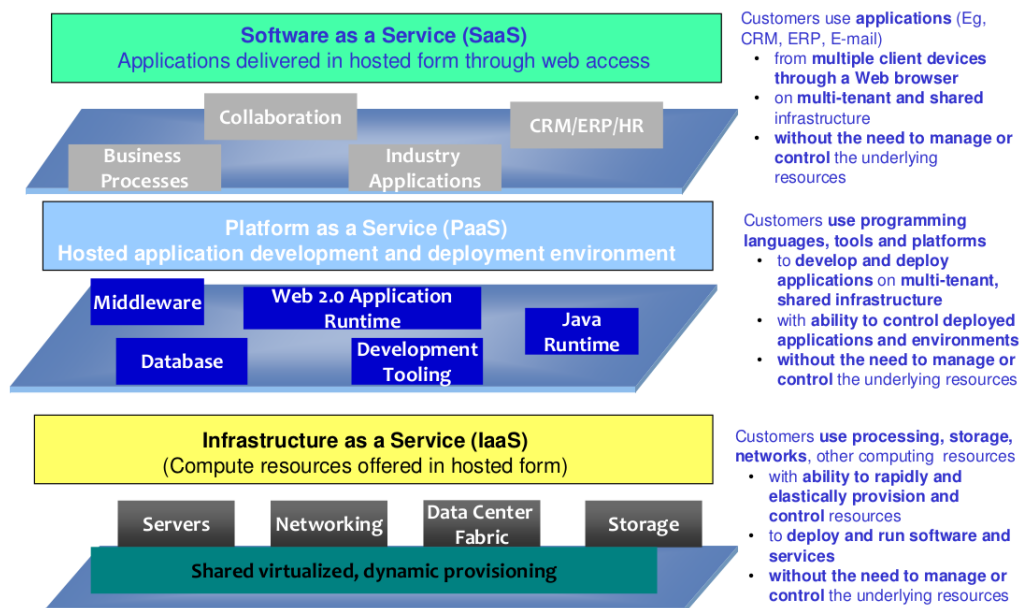 Software as a Service (SaaS)
Applications delivered in hosted form through web access
Collaboration
CRM/ERP/HR
Business
Processes
Industry
Applications
Customers use applications (Eg,
CRM, ERP, E-mail)
• from multiple client devices
through a Web browser
• on multi-tenant and shared
infrastructure
• without the need to manage or
control the underlying
resources
Platform as a Service (PaaS)
Hosted application development and deployment environment
Middleware
Web 2.0 Application
Runtime
Java
Runtime
Database
Development
Tooling
Customers use programming
languages, tools and platforms
• to develop and deploy
applications on multi-tenant,
shared infrastructure
• with ability to control deployed
applications and environments
• without the need to manage or
control the underlying resources
Infrastructure as a Service (IaaS)
(Compute resources offered in hosted form)
Servers
Networking
Data Center
Fabric
Storage
Shared virtualized, dynamic provisioning
Customers use processing, storage,
networks, other computing resources
• with ability to rapidly and
elastically provision and
control resources
• to deploy and run software and
services
• without the need to manage or
control the underlying resources